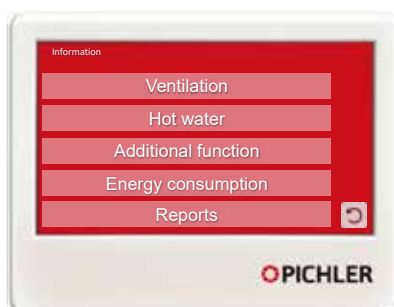 Information
Ventilation
Hot water
Additional function
Energy consumption
Reports
PICHLER